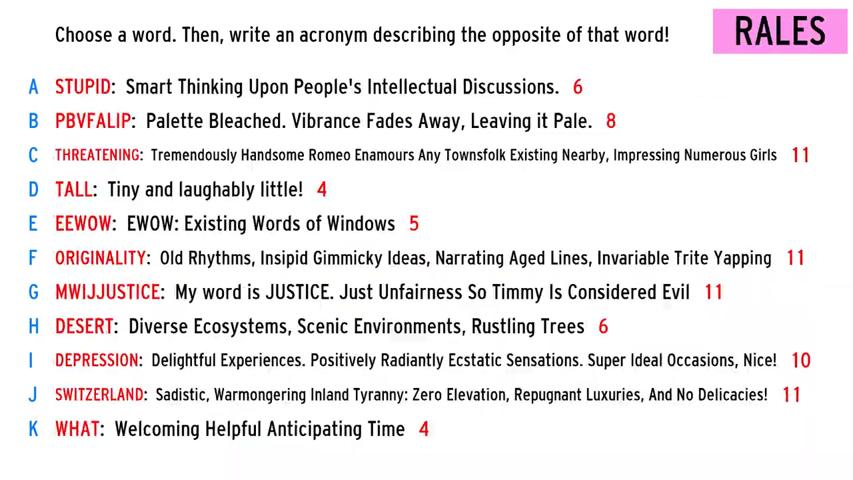 Choose a word. Then, write an acronym describing the opposite of that word!
RALES
A STUPID: Smart Thinking Upon People's Intellectual Discussions. 6
B PBVFALIP: Palette Bleached. Vibrance Fades Away, Leaving it Pale. 8
C THREATENING: Tremendously Handsome Romeo Enamours Any Townsfolk Existing Nearby, Impressing Numerous Girls 11
D TALL: Tiny and laughably little! 4
E EEWOW: EWOW: Existing Words of Windows 5
F ORIGINALITY: Old Rhythms, Insipid Gimmicky Ideas, Narrating Aged Lines, Invariable Trite Yapping 11
G MWIJJUSTICE: My word is JUSTICE. Just Unfairness So Timmy Is Considered Evil 11
H DESERT: Diverse Ecosystems, Scenic Environments, Rustling Trees 6
I DEPRESSION: Delightful Experiences. Positively Radiantly Ecstatic Sensations. Super Ideal Occasions, Nice! 10
J SWITZERLAND: Sadistic, Warmongering Inland Tyranny: Zero Elevation, Repugnant Luxuries, And No Delicacies! 11
K WHAT: Welcoming Helpful Anticipating Time 4